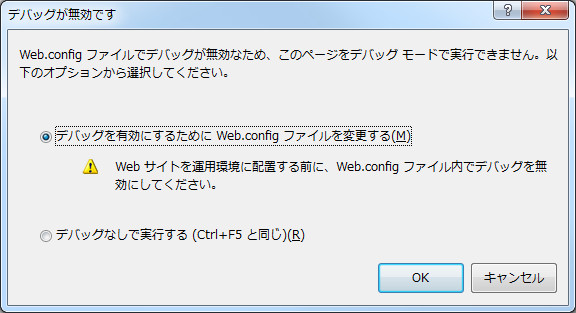 デバッグが無効です
Web.config ファイルでデバッグが無効なため、このページをデバッグ モードで実行できません。以
下のオプションから選択してください。
デバッグを有効にするために Web.config ファイルを変更する(M)
Web サイトを運用環境に配置する前に、Web.config ファイル内でデバッグを無
効にしてください。
デバッグなしで実行する (Ctrl+F5 と同じ)(R)
OK
キャンセル